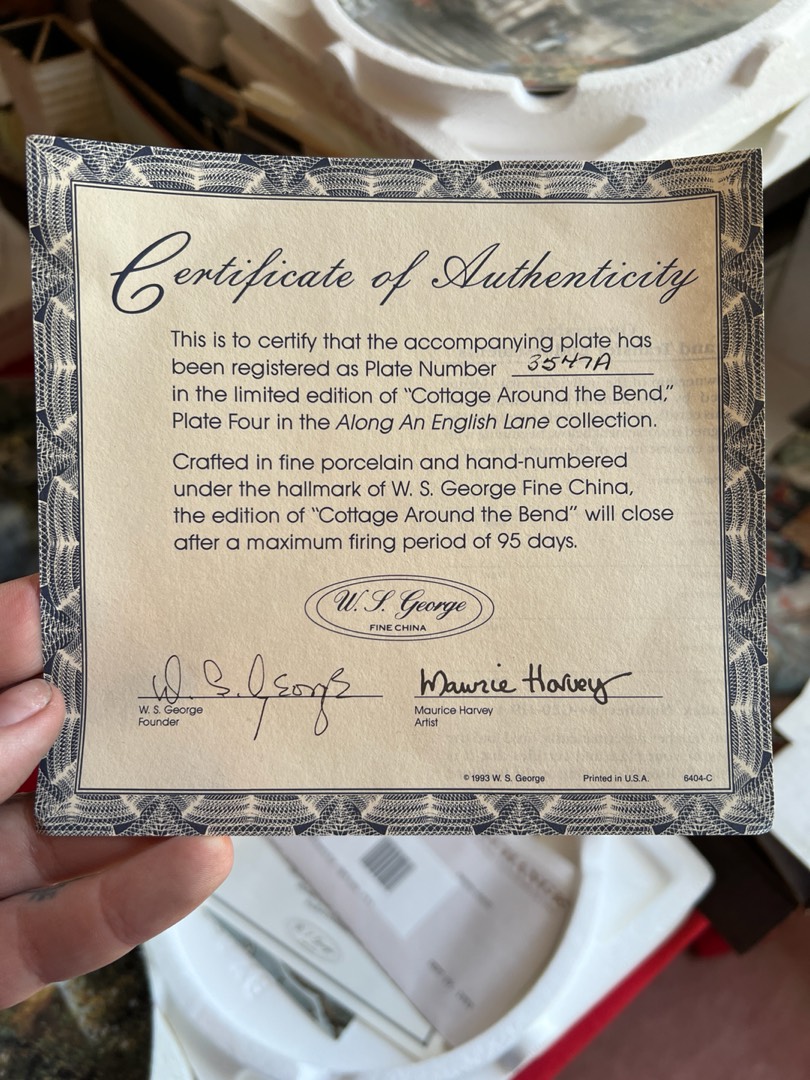 Certificate of Authenticity
This is to certify that the accompanying plate has
been registered as Plate Number 3547A
in the limited edition of "Cottage Around the Bend,"
Plate Four in the Along An English Lane collection.
Crafted in fine porcelain and hand-numbered
under the hallmark of W. S. George Fine China,
the edition of "Cottage Around the Bend" will close
after a maximum firing period of 95 days.
W. S. George
FINE CHINA
W. S. George
Maurie Harvey
W. S. George
Founder
Maurice Harvey
Artist
© 1993 W. S. George Printed in U.S.A. 6404-C